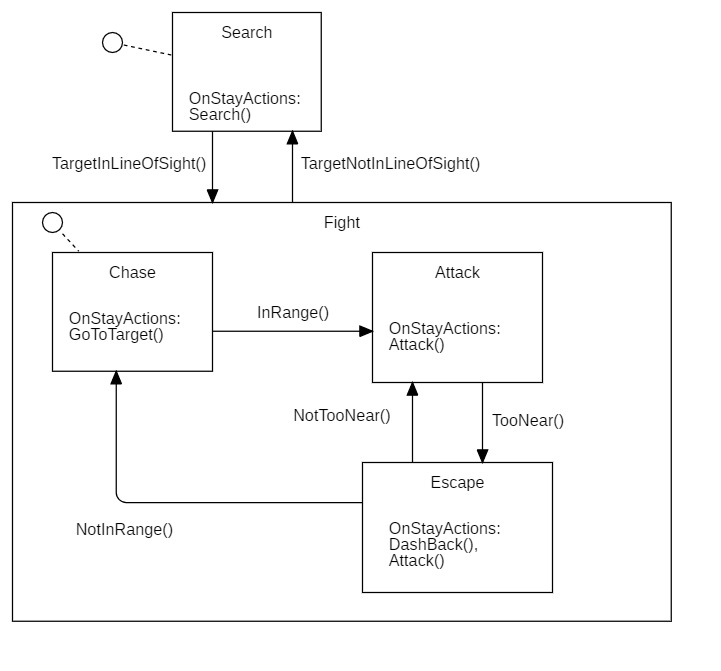 Search
OnStayActions:
Search()
TargetInLineOfSight()
TargetNotInLineOfSight()
Fight
Chase
OnStayActions:
GoToTarget()
InRange()
Attack
OnStayActions:
Attack()
NotTooNear()
TooNear()
Escape
OnStayActions:
DashBack(),
Attack()
NotInRange()